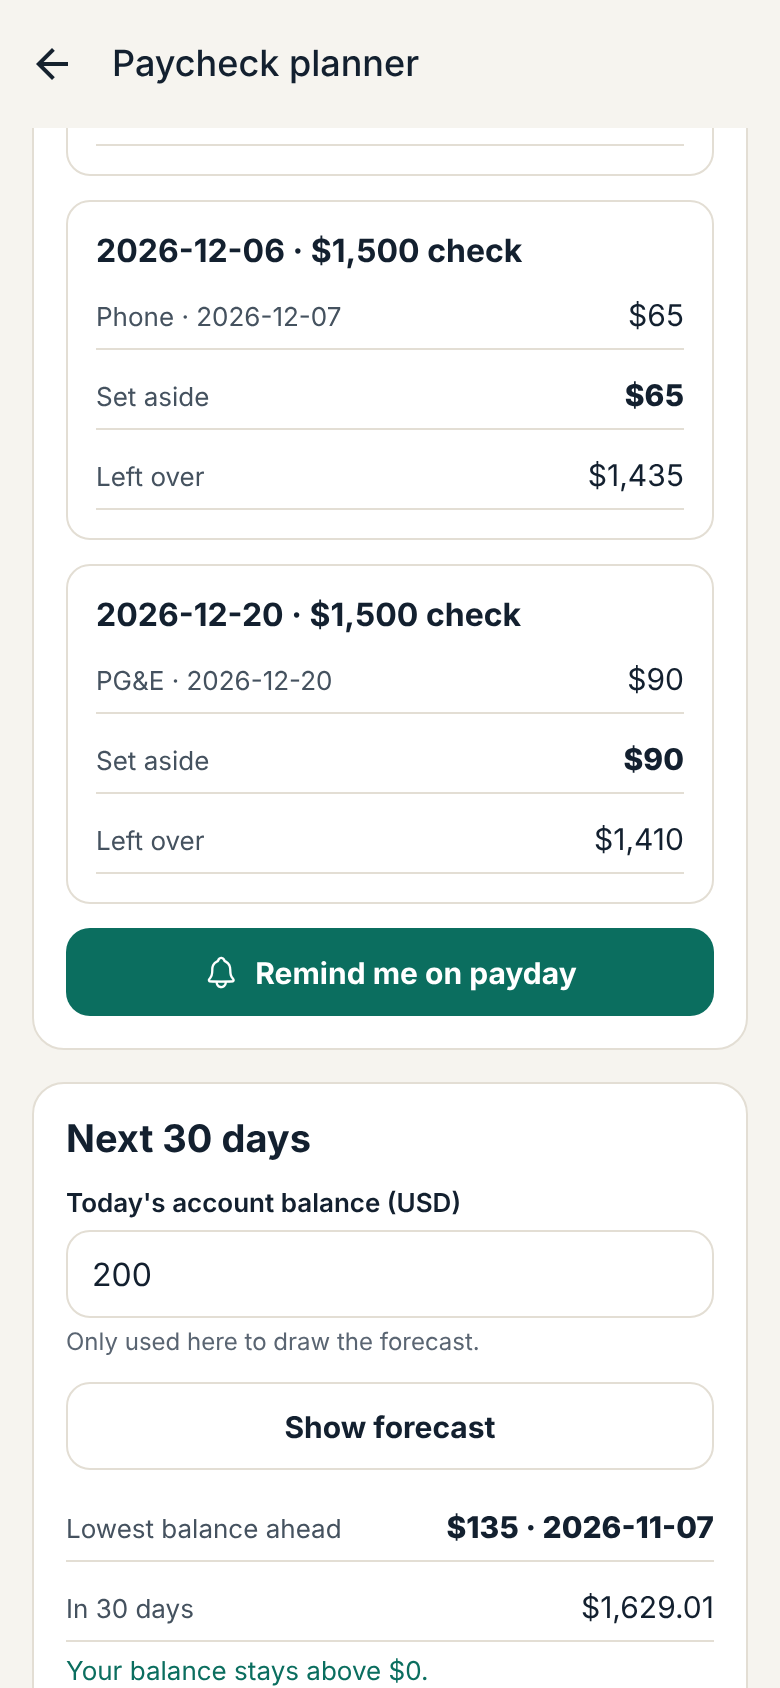 Paycheck planner
2026-12-06 · $1,500 check
Phone · 2026-12-07 $65
Set aside $65
Left over $1,435
2026-12-20 · $1,500 check
PG&E · 2026-12-20 $90
Set aside $90
Left over $1,410
Remind me on payday
Next 30 days
Today's account balance (USD)
200
Only used here to draw the forecast.
Show forecast
Lowest balance ahead $135 · 2026-11-07
In 30 days $1,629.01
Your balance stays above $0.